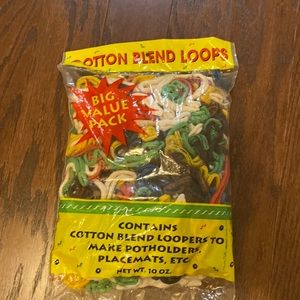 COTTON BLEND LOOPS
BIG
VALUE
PACK
CONTAINS
COTTON BLEND LOOPERS TO
MAKE POTHOLDERS,
PLACEMATS, ETC.
NET WT. 10 OZ.